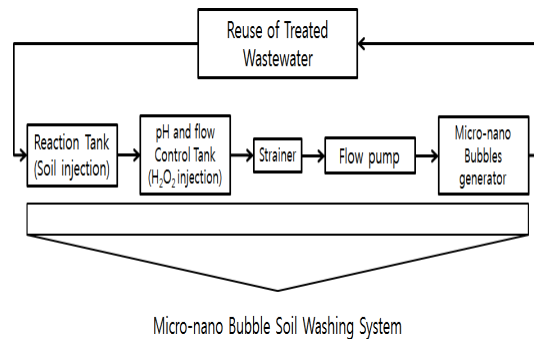 Reuse of Treated
Wastewater
Reaction Tank
(Soil injection)
pH and flow
Control Tank
(H₂O₂ injection)
Strainer
Flow pump
Micro-nano
Bubbles
generator
Micro-nano Bubble Soil Washing System